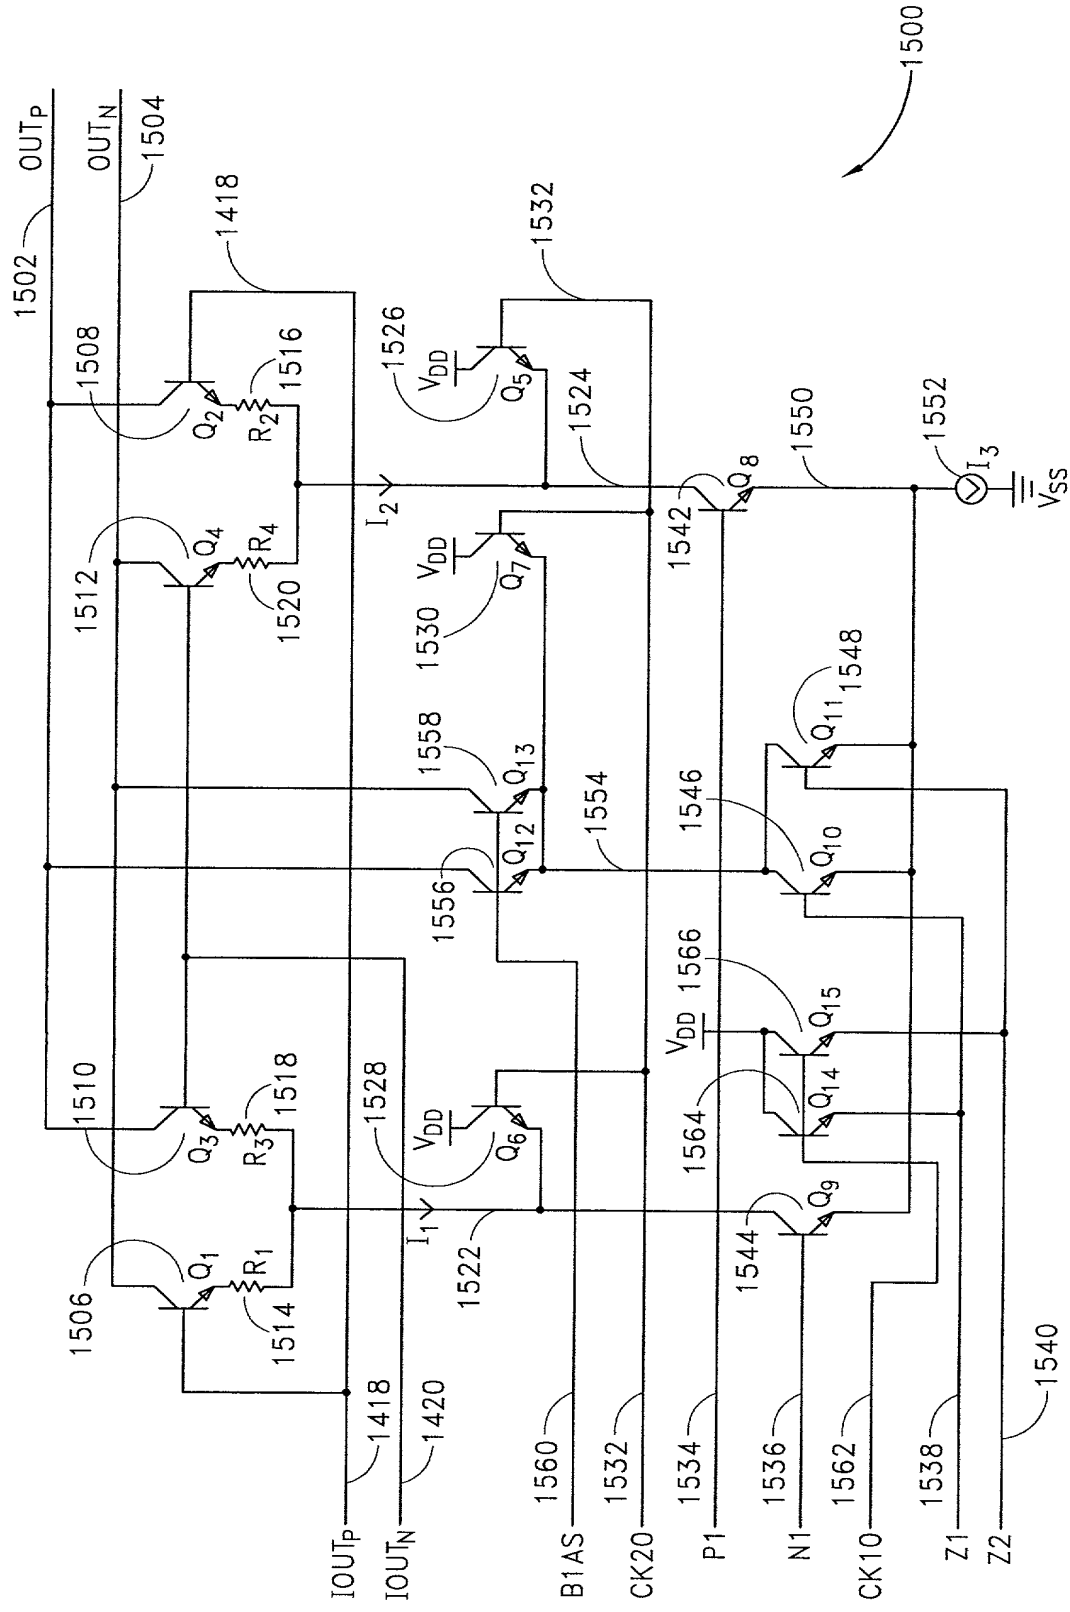 1500
OUTP
OUTN
1502
1504
1418
1532
1508
1516
1526
Q2
R2
VDD
Q5
1524
1550
1552
I2
1542
Q8
I3
VSS
1512
Q4
R4
1520
VDD
Q7
1530
1548
Q11
1558
Q13
1554
1546
1556
Q12
Q10
1566
1510
1518
1528
VDD
Q15
Q3
R3
VDD
Q6
1564
Q14
1506
Q1
R1
1514
I1
1522
1544
Q9
1540
1418
1420
1560
1532
1534
1536
1562
1538
IOUTP
IOUTN
B1AS
CK20
P1
N1
CK10
Z1
Z2